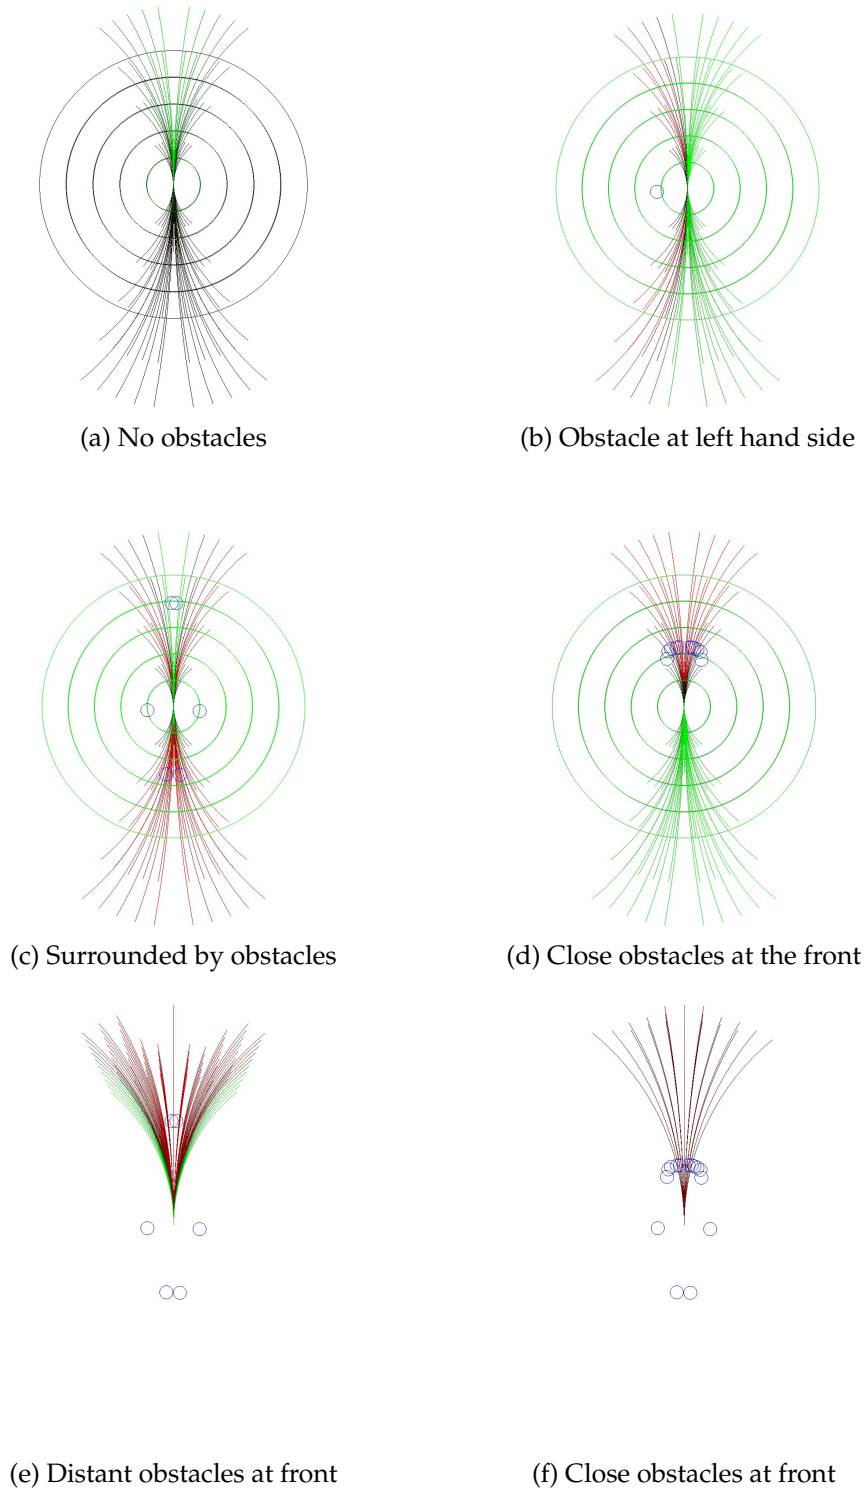 (a) No obstacles
(b) Obstacle at left hand side
(c) Surrounded by obstacles
(d) Close obstacles at the front
(e) Distant obstacles at front
(f) Close obstacles at front